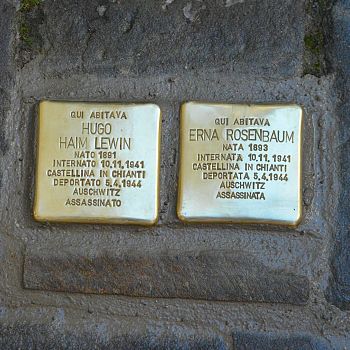 QUI ABITAVA
HUGO
HAIM LEWIN
NATO 1891
INTERNATO 10.11.1941
CASTELLINA IN CHIANTI
DEPORTATO 5.4.1944
AUSCHWITZ
ASSASSINATO
QUI ABITAVA
ERNA ROSENBAUM
NATA 1893
INTERNATA 10.11.1941
CASTELLINA IN CHIANTI
DEPORTATA 5.4.1944
AUSCHWITZ
ASSASSINATA